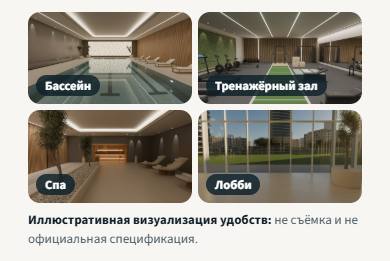 Бассейн
Тренажёрный зал
Спа
Лобби
Иллюстративная визуализация удобств: не съёмка и не
официальная спецификация.